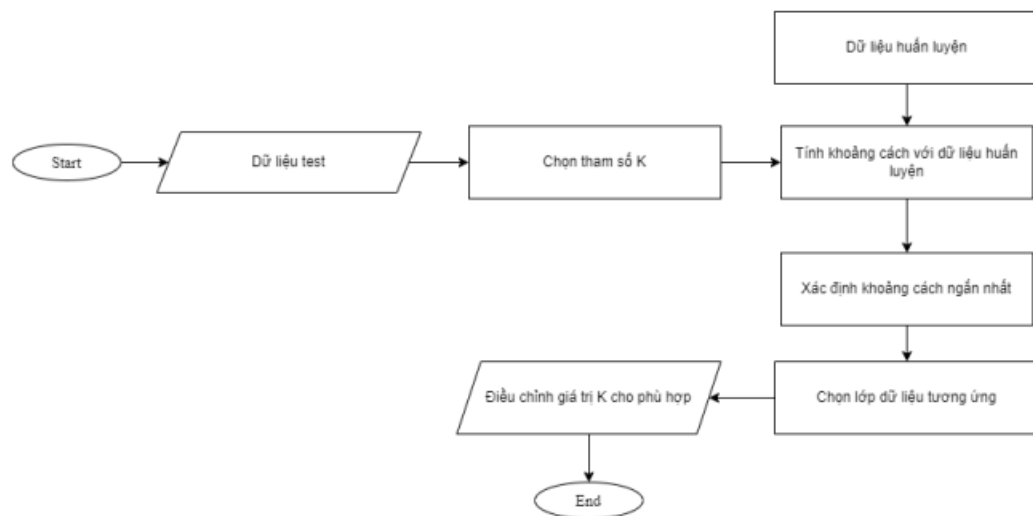 Dữ liệu huấn luyện
Start
Dữ liệu test
Chọn tham số K
Tính khoảng cách với dữ liệu huấn
luyện
Xác định khoảng cách ngắn nhất
Điều chỉnh giá trị K cho phù hợp
Chọn lớp dữ liệu tương ứng
End